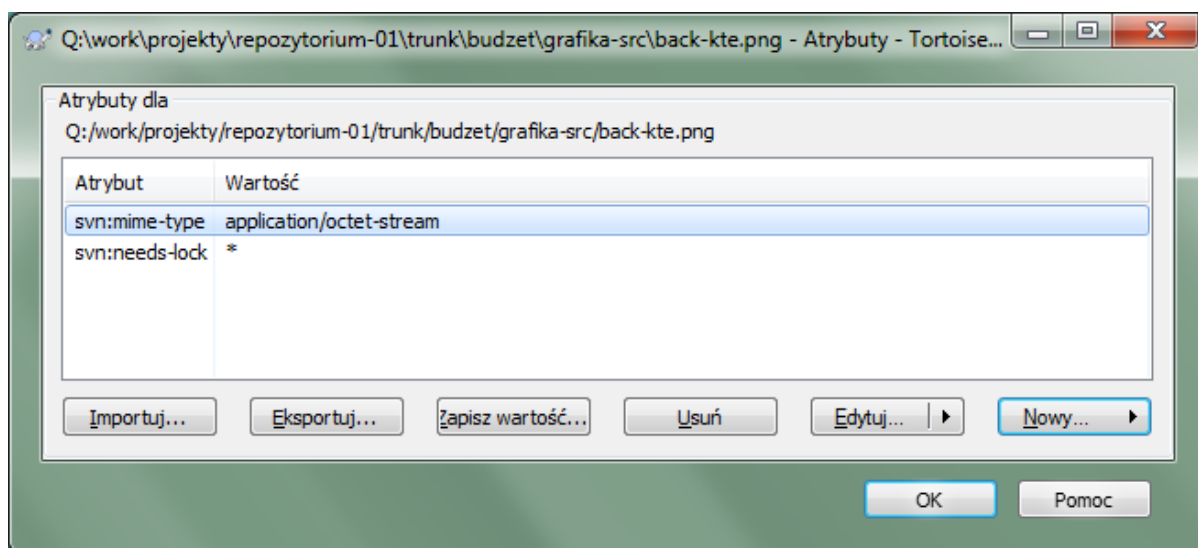 Q:\work\projekty\repozytorium-01\trunk\budzet\grafika-src\back-kte.png - Atrybuty - Tortoise...
Atrybuty dla
Q:/work/projekty/repozytorium-01/trunk/budzet/grafika-src/back-kte.png
Atrybut Wartość
svn:mime-type application/octet-stream
svn:needs-lock *
Importuj... Eksportuj... Zapisz wartość... Usuń Edytuj... Nowy...
OK Pomoc